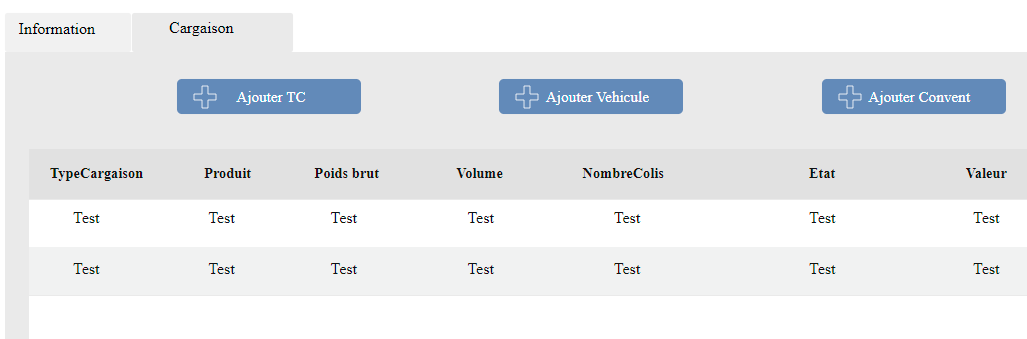 Information Cargaison
Ajouter TC Ajouter Vehicule Ajouter Convent
TypeCargaison Produit Poids brut Volume NombreColis Etat Valeur
Test Test Test Test Test Test Test
Test Test Test Test Test Test Test